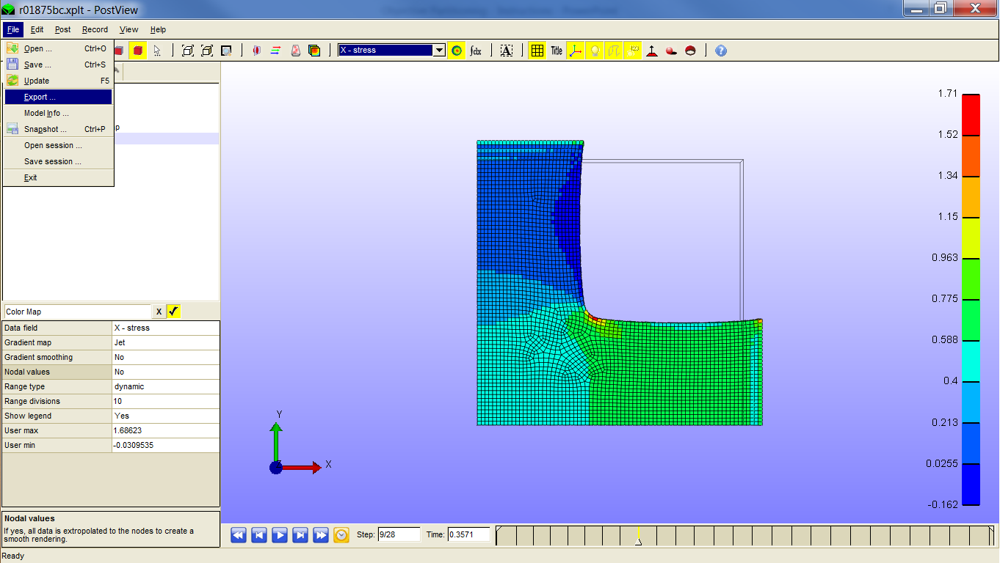 r01875bc.xplt - PostView
File Edit Post Record View Help
Open ... Ctrl+O
Save ... Ctrl+S
Update F5
Export ...
Model Info ...
Snapshot ... Ctrl+P
Open session ...
Save session ...
Exit
X - stress
f dx
A
Title
?
Color Map X
Data field X - stress
Gradient map Jet
Gradient smoothing No
Nodal values No
Range type dynamic
Range divisions 10
Show legend Yes
User max 1.68623
User min -0.0309535
Nodal values
If yes, all data is extropolated to the nodes to create a
smooth rendering.
Ready
Y
X
1.71
1.52
1.34
1.15
0.963
0.775
0.588
0.4
0.213
0.0255
-0.162
Step: 9/28 Time: 0.3571